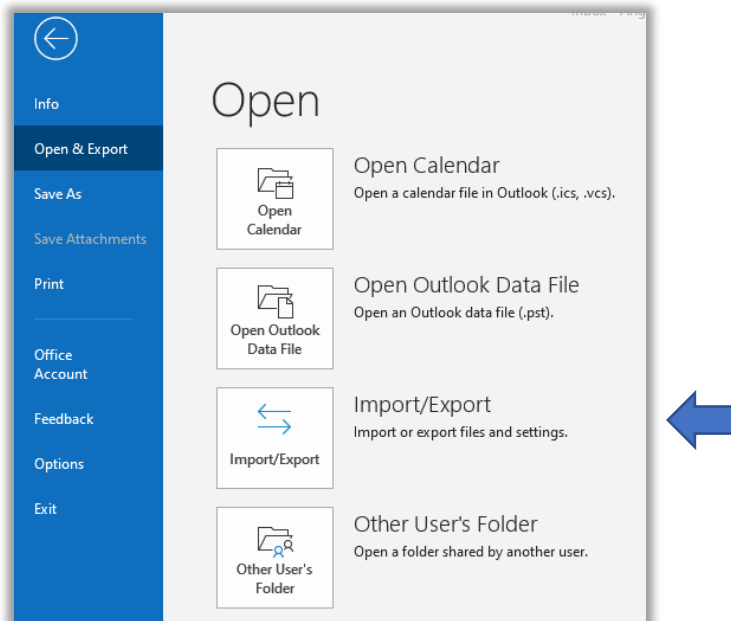 Info
Open & Export
Save As
Save Attachments
Print
Office
Account
Feedback
Options
Exit
Open
Open
Calendar
Open Calendar
Open a calendar file in Outlook (.ics, .vcs).
Open Outlook
Data File
Open Outlook Data File
Open an Outlook data file (.pst).
Import/Export
Import/Export
Import or export files and settings.
Other User's
Folder
Other User's Folder
Open a folder shared by another user.